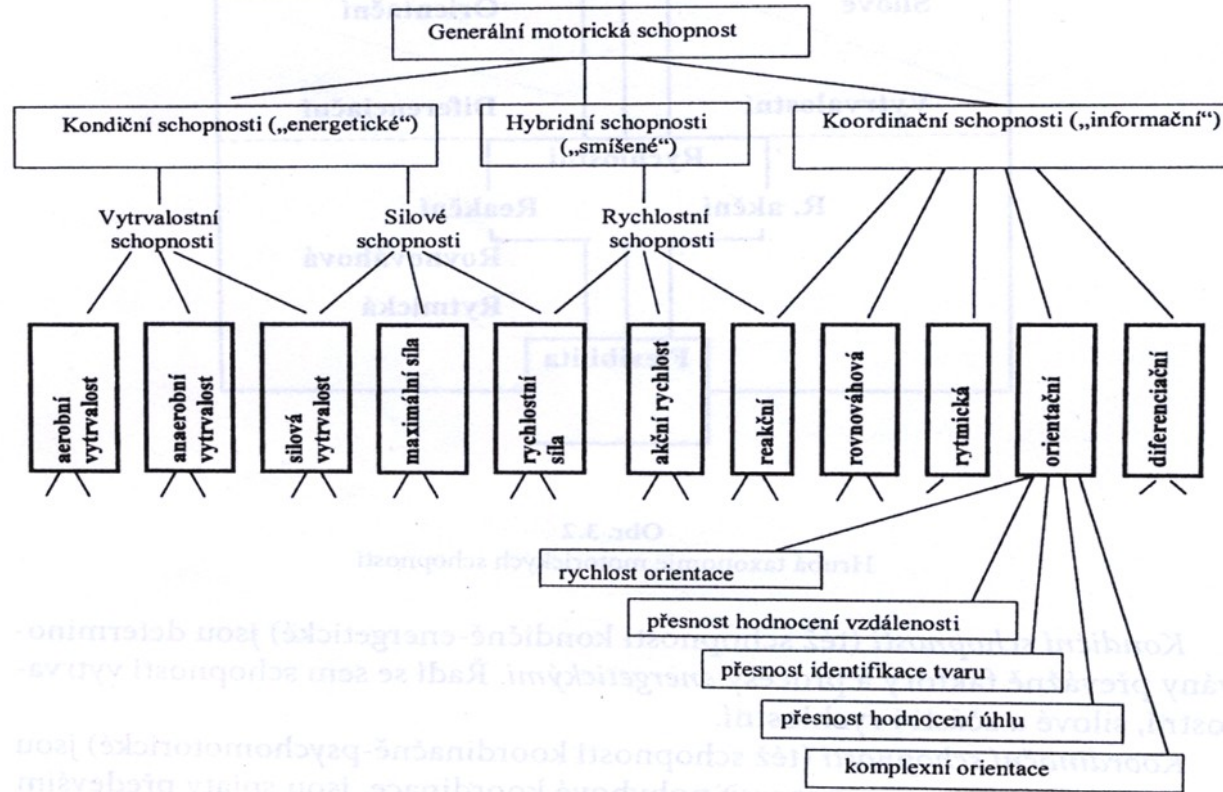 Generální motorická schopnost
Kondiční schopnosti („energetické“)
Hybridní schopnosti
(„smíšené“)
Koordinační schopnosti („informační“)
Vytrvalostní
schopnosti
Silové
schopnosti
Rychlostní
schopnosti
aerobní
vytrvalost
anaerobní
vytrvalost
silová
vytrvalost
maximální síla
rychlostní
síla
akční rychlost
reakční
rovnováhová
rytmická
orientační
diferenciační
rychlost orientace
přesnost hodnocení vzdálenosti
přesnost identifikace tvaru
přesnost hodnocení úhlu
komplexní orientace